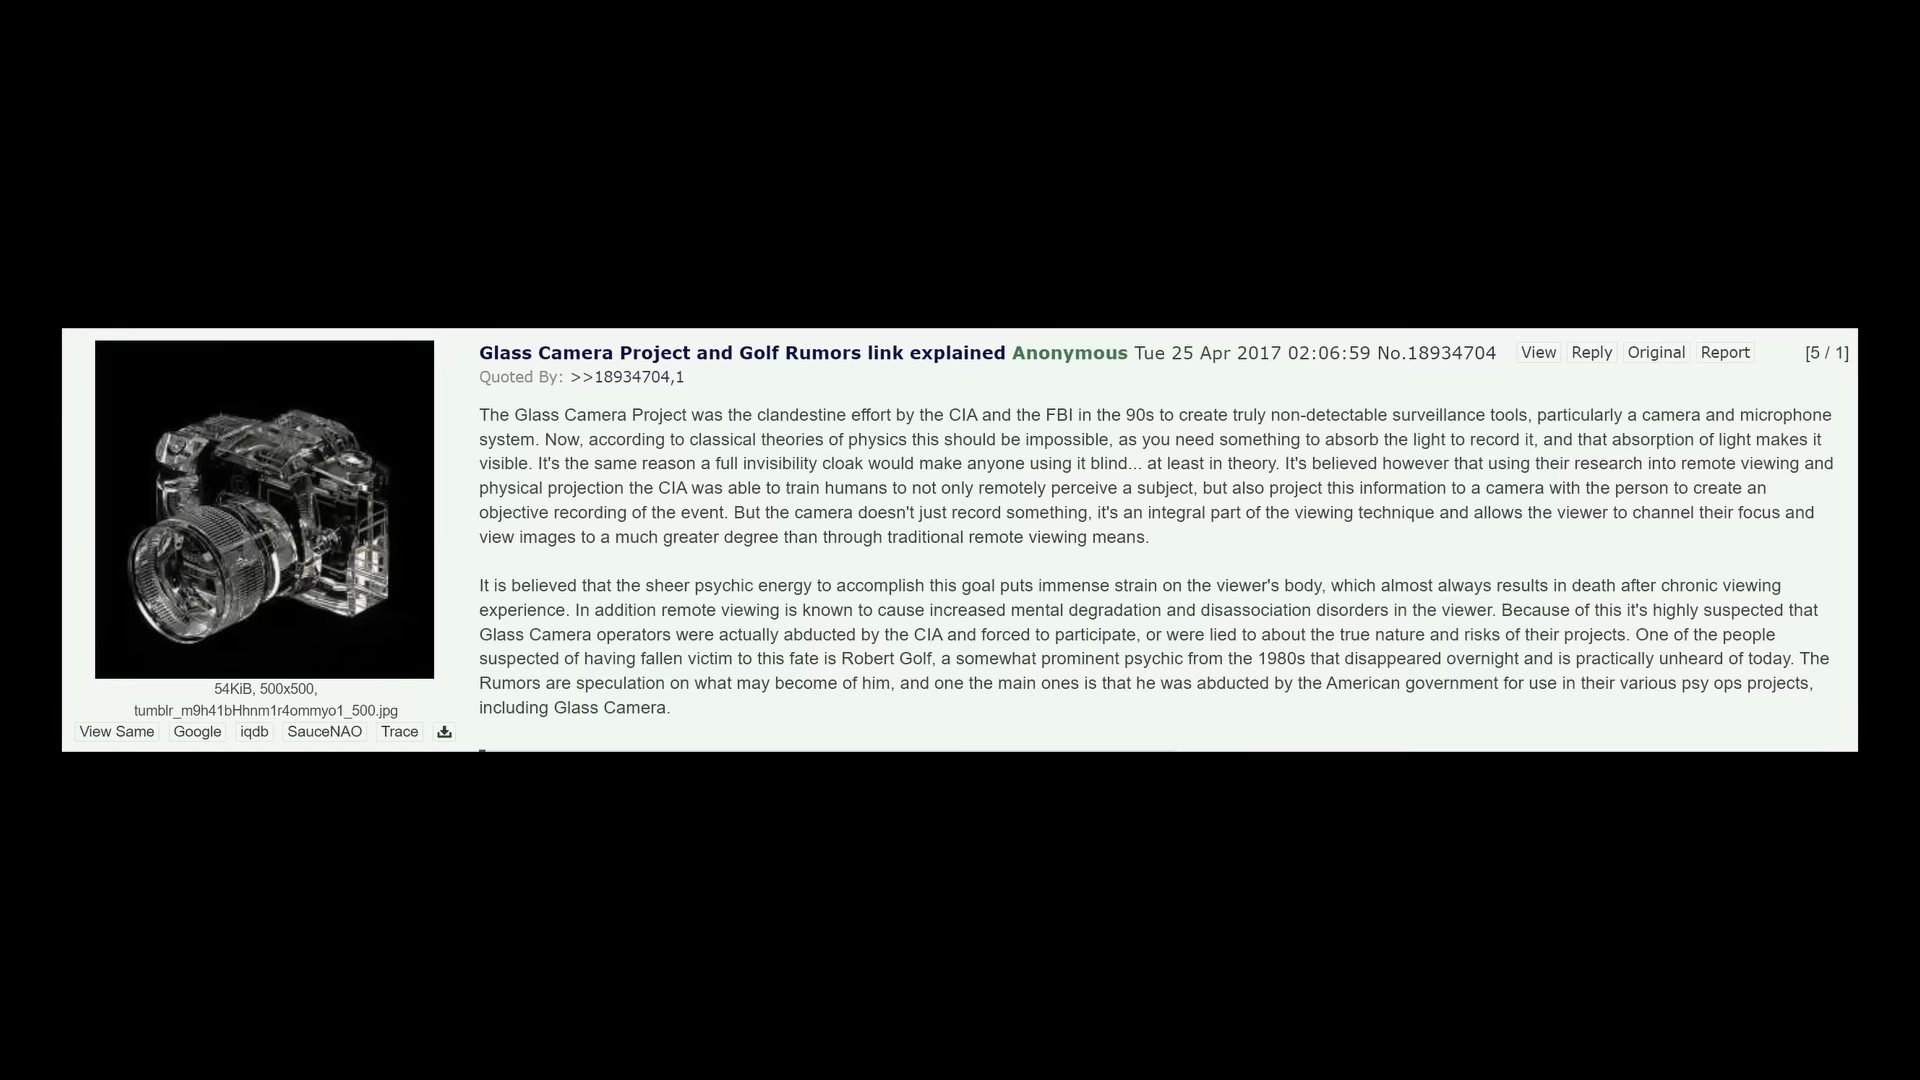 Glass Camera Project and Golf Rumors link explained Anonymous Tue 25 Apr 2017 02:06:59 No.18934704 View Reply Original Report [5 / 1]
Quoted By: >>18934704,1
The Glass Camera Project was the clandestine effort by the CIA and the FBI in the 90s to create truly non-detectable surveillance tools, particularly a camera and microphone
system. Now, according to classical theories of physics this should be impossible, as you need something to absorb the light to record it, and that absorption of light makes it
visible. It's the same reason a full invisibility cloak would make anyone using it blind... at least in theory. It's believed however that using their research into remote viewing and
physical projection the CIA was able to train humans to not only remotely perceive a subject, but also project this information to a camera with the person to create an
objective recording of the event. But the camera doesn't just record something, it's an integral part of the viewing technique and allows the viewer to channel their focus and
view images to a much greater degree than through traditional remote viewing means.
It is believed that the sheer psychic energy to accomplish this goal puts immense strain on the viewer's body, which almost always results in death after chronic viewing
experience. In addition remote viewing is known to cause increased mental degradation and disassociation disorders in the viewer. Because of this it's highly suspected that
Glass Camera operators were actually abducted by the CIA and forced to participate, or were lied to about the true nature and risks of their projects. One of the people
suspected of having fallen victim to this fate is Robert Golf, a somewhat prominent psychic from the 1980s that disappeared overnight and is practically unheard of today. The
Rumors are speculation on what may become of him, and one the main ones is that he was abducted by the American government for use in their various psy ops projects,
including Glass Camera.
54KiB, 500x500,
tumblr_m9h41bHhnm1r4ommyo1_500.jpg
View Same Google iqdb SauceNAO Trace